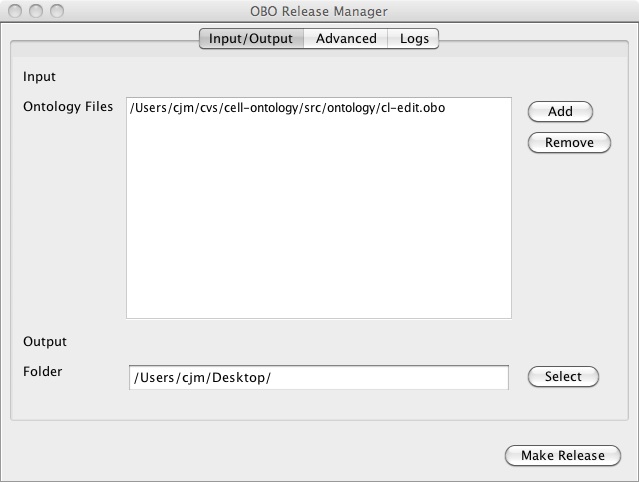 OBO Release Manager
Input/Output
Advanced
Logs
Input
Ontology Files
/Users/cjm/cvs/cell-ontology/src/ontology/cl-edit.obo
Add
Remove
Output
Folder
/Users/cjm/Desktop/
Select
Make Release